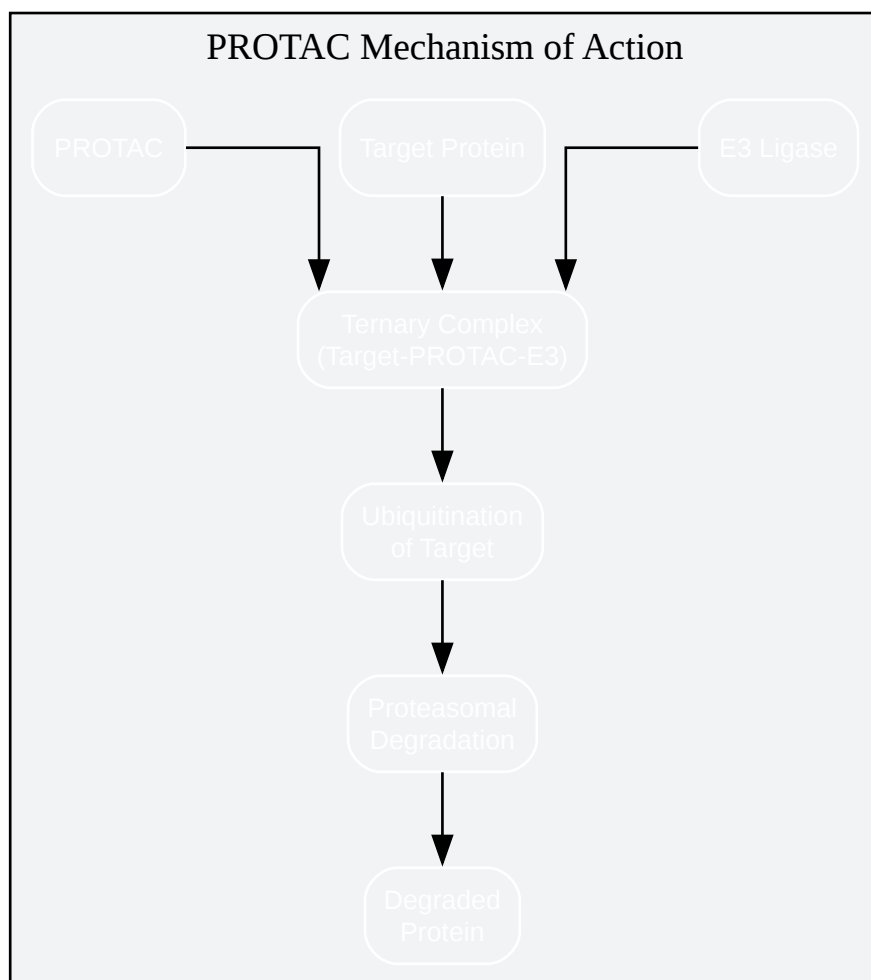 PROTAC Mechanism of Action
PROTAC
Target Protein
E3 Ligase
Ternary Complex
(Target-PROTAC-E3)
Ubiquitination
of Target
Proteasomal
Degradation
Degraded
Protein